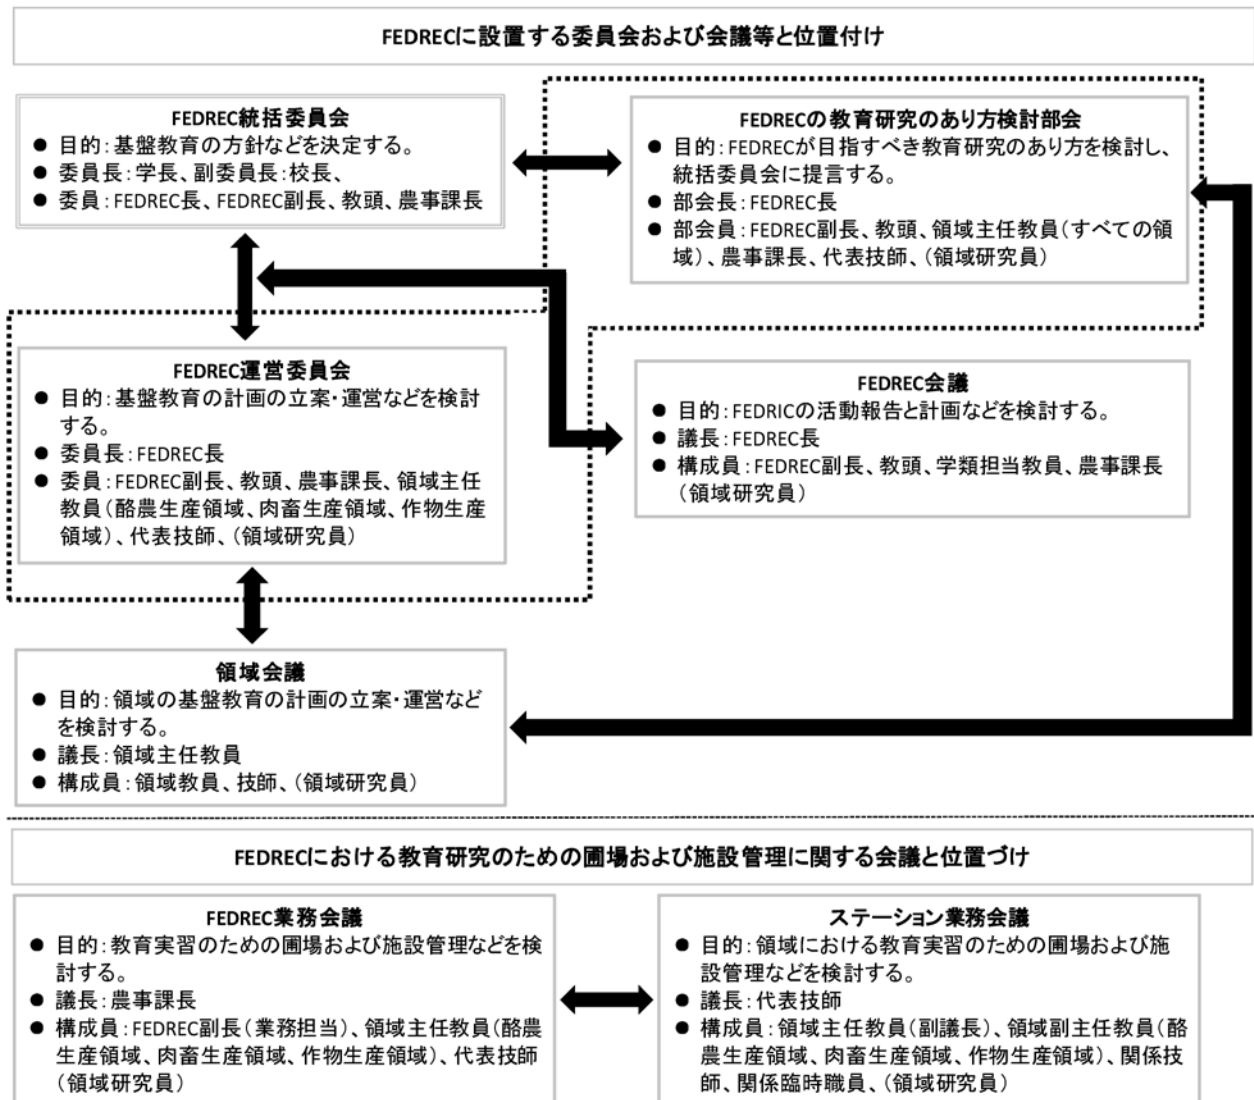 FEDRECに設置する委員会および会議等と位置付け
FEDREC統括委員会
● 目的:基盤教育の方針などを決定する。
● 委員長:学長、副委員長:校長、
● 委員:FEDREC長、FEDREC副長、教頭、農事課長
FEDRECの教育研究のあり方検討部会
● 目的:FEDRECが目指すべき教育研究のあり方を検討し、
統括委員会に提言する。
● 部会長:FEDREC長
● 部会員:FEDREC副長、教頭、領域主任教員(すべての領
域)、農事課長、代表技師、(領域研究員)
FEDREC運営委員会
● 目的:基盤教育の計画の立案・運営などを検討
する。
● 委員長:FEDREC長
● 委員:FEDREC副長、教頭、農事課長、領域主任
教員(酪農生産領域、肉畜生産領域、作物生産
領域)、代表技師、(領域研究員)
FEDREC会議
● 目的:FEDRICの活動報告と計画などを検討する。
● 議長:FEDREC長
● 構成員:FEDREC副長、教頭、学類担当教員、農事課長
(領域研究員)
領域会議
● 目的:領域の基盤教育の計画の立案・運営など
を検討する。
● 議長:領域主任教員
● 構成員:領域教員、技師、(領域研究員)
FEDRECにおける教育研究のための圃場および施設管理に関する会議と位置づけ
FEDREC業務会議
● 目的:教育実習のための圃場および施設管理などを検
討する。
● 議長:農事課長
● 構成員:FEDREC副長(業務担当)、領域主任教員(酪農
生産領域、肉畜生産領域、作物生産領域)、代表技師
(領域研究員)
ステーション業務会議
● 目的:領域における教育実習のための圃場および施
設管理などを検討する。
● 議長:代表技師
● 構成員:領域主任教員(副議長)、領域副主任教員(酪
農生産領域、肉畜生産領域、作物生産領域)、関係技
師、関係臨時職員、(領域研究員)